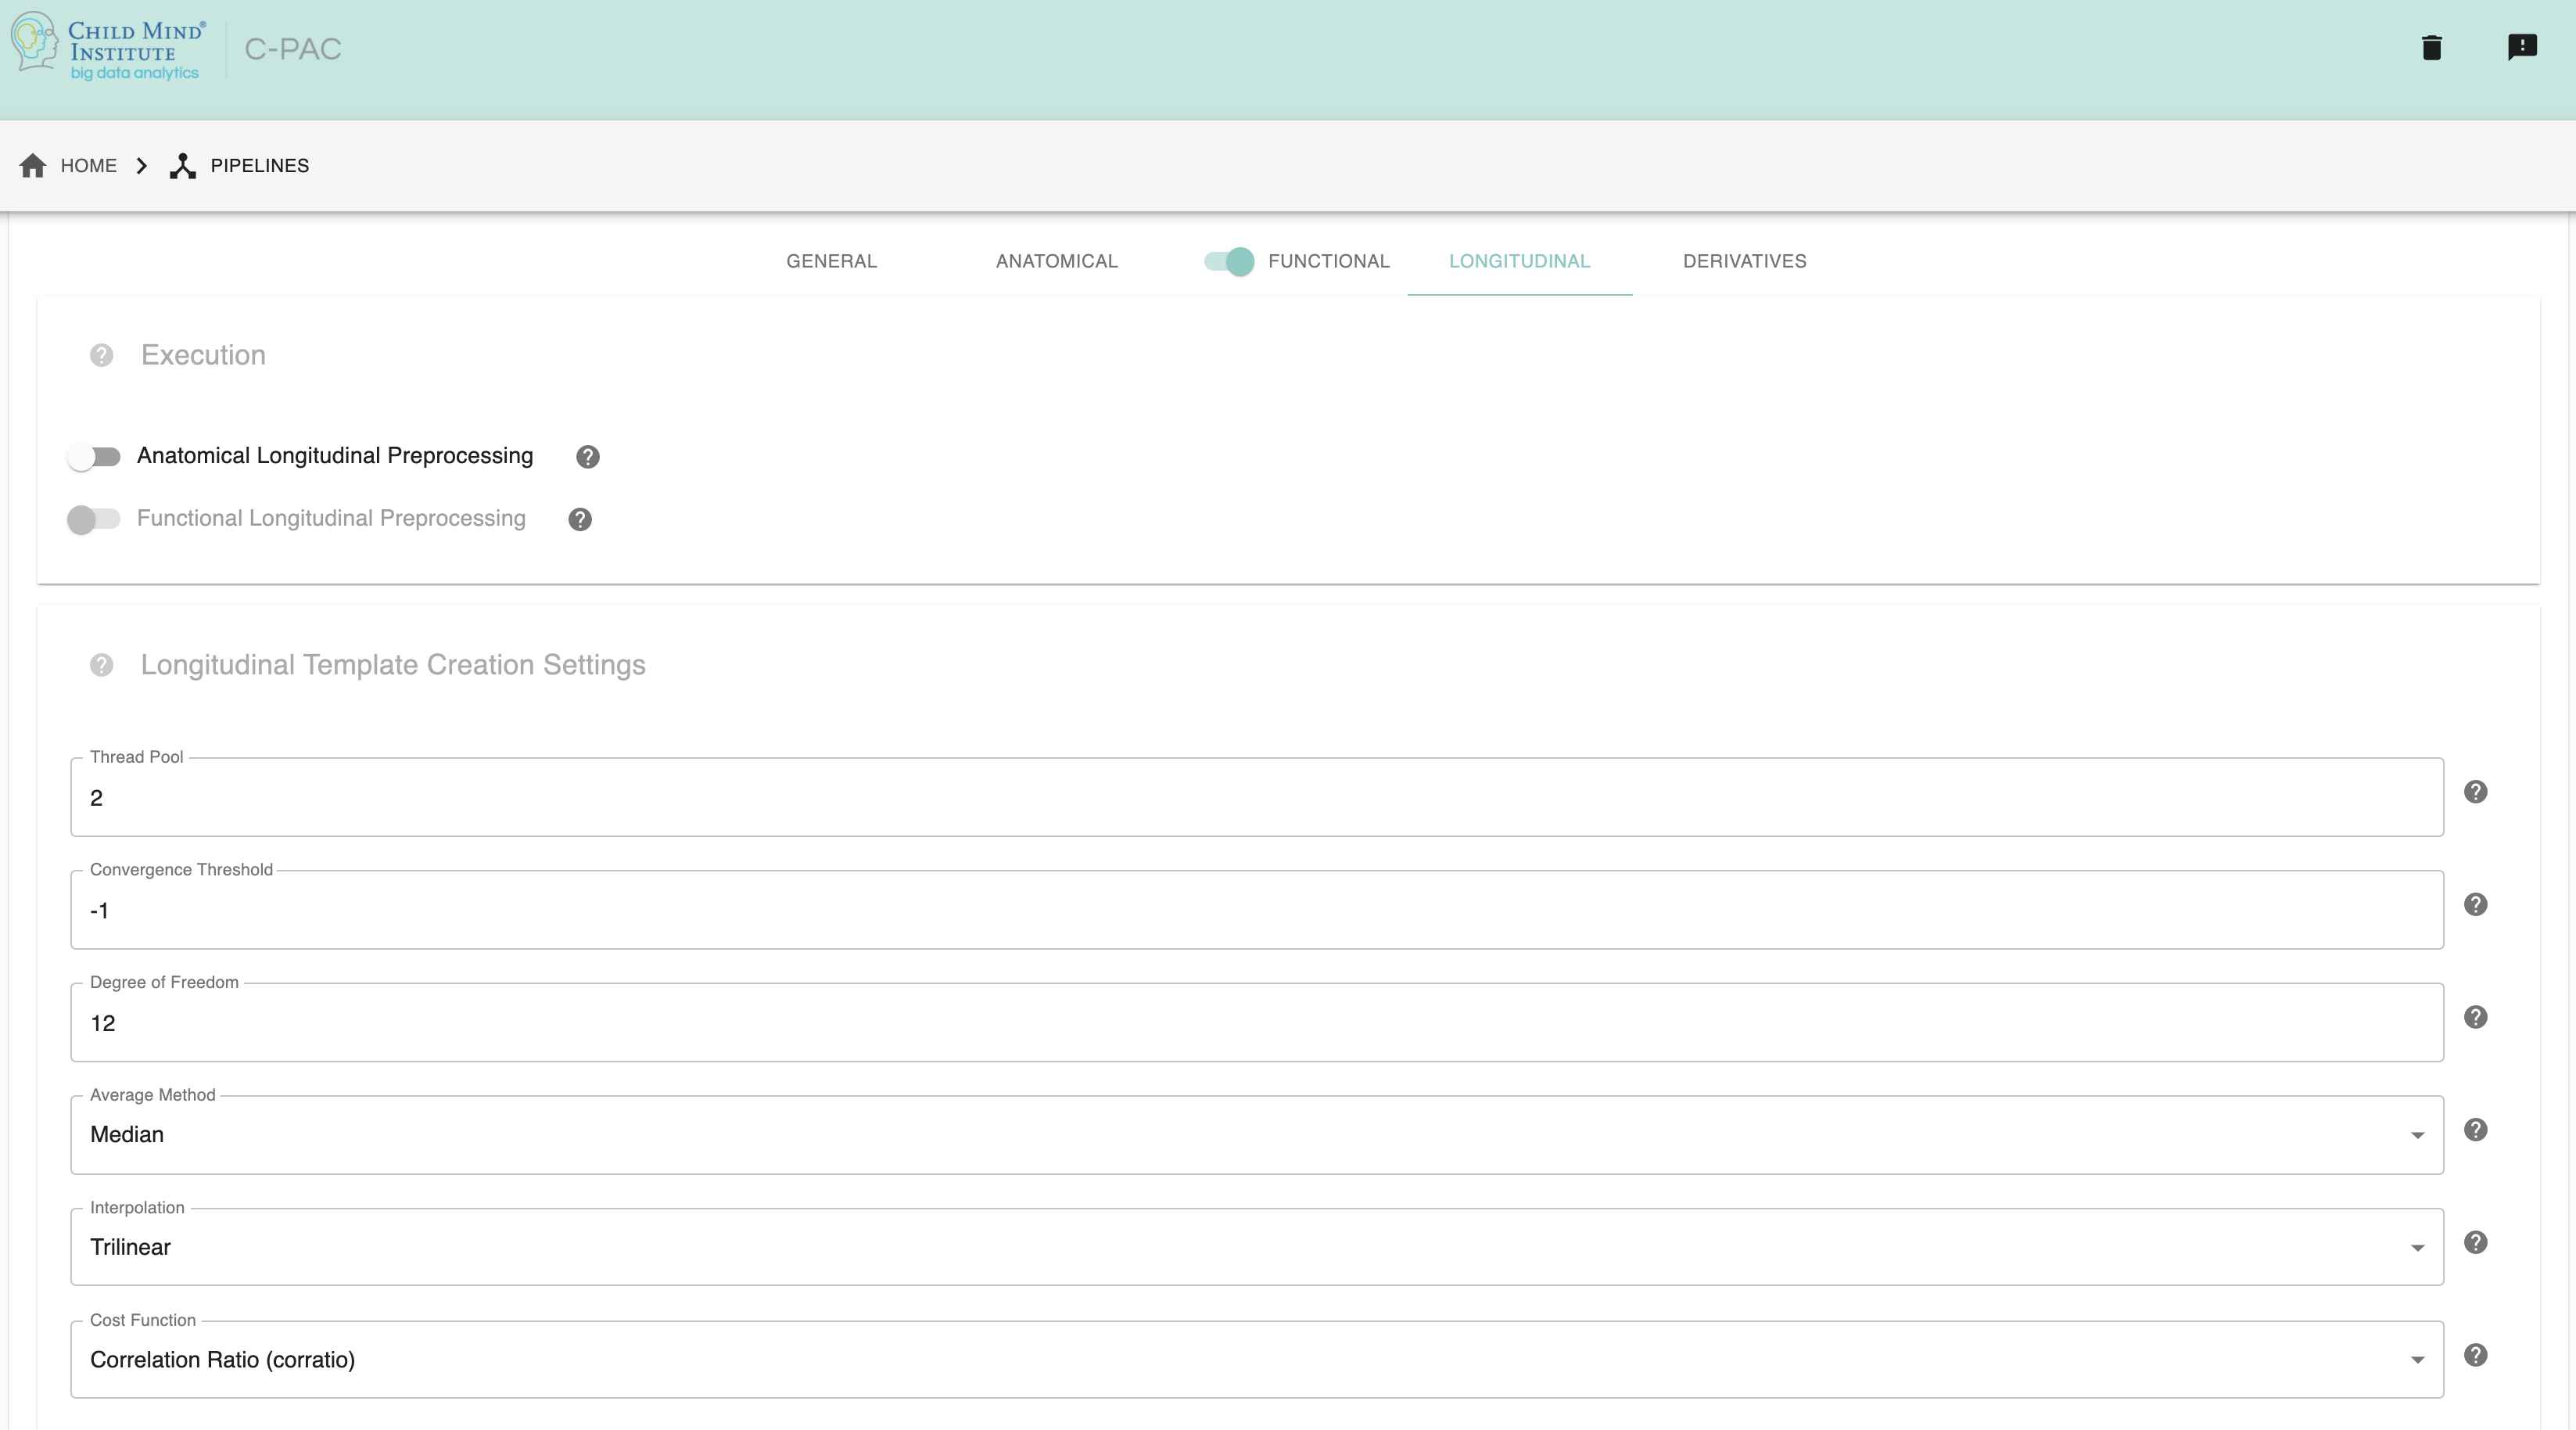 CHILD MIND®
INSTITUTE
big data analytics
C-PAC
HOME
PIPELINES
GENERAL
ANATOMICAL
FUNCTIONAL
LONGITUDINAL
DERIVATIVES
Execution
Anatomical Longitudinal Preprocessing
Functional Longitudinal Preprocessing
Longitudinal Template Creation Settings
Thread Pool
2
Convergence Threshold
-1
Degree of Freedom
12
Average Method
Median
Interpolation
Trilinear
Cost Function
Correlation Ratio (corratio)